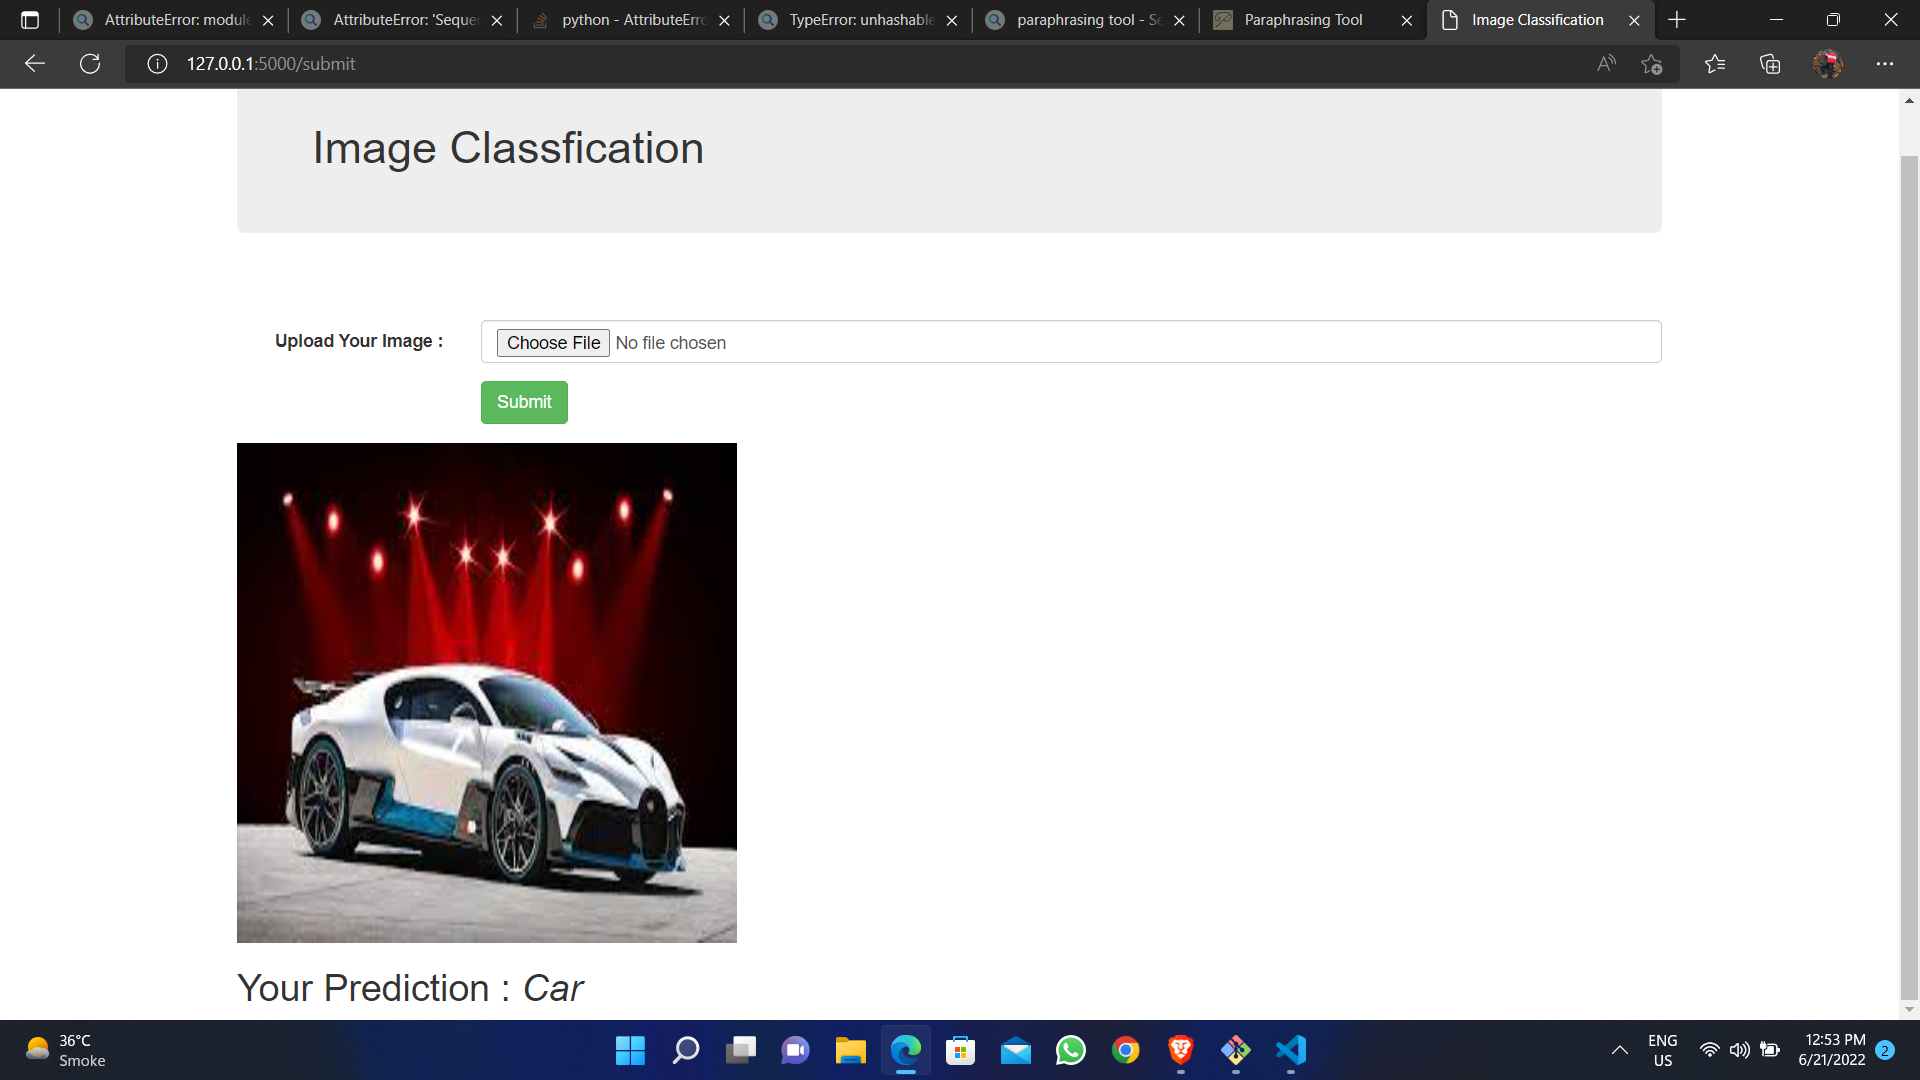 AttributeError: module
AttributeError: 'Seque
python - AttributeErro
TypeError: unhashable
paraphrasing tool - Se
Paraphrasing Tool
Image Classification
127.0.0.1:5000/submit
Image Classfication
Upload Your Image :
Choose File No file chosen
Submit
Your Prediction : Car
36°C
Smoke
ENG
US
12:53 PM
6/21/2022
2